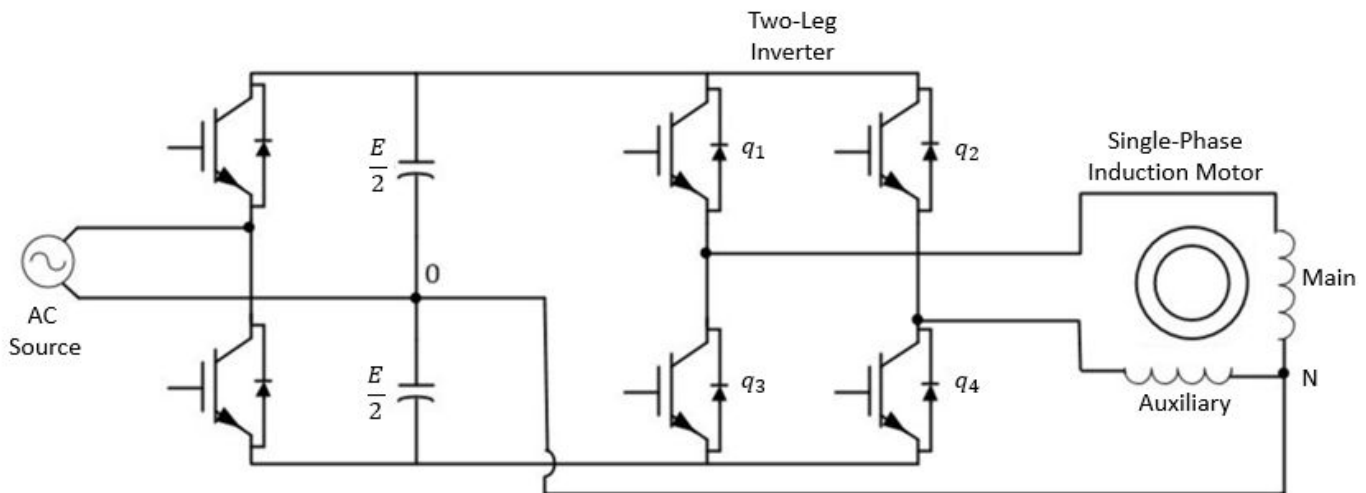 Two-Leg
Inverter
Single-Phase
Induction Motor
E
2
q1
q2
0
Main
AC
Source
E
2
q3
q4
N
Auxiliary